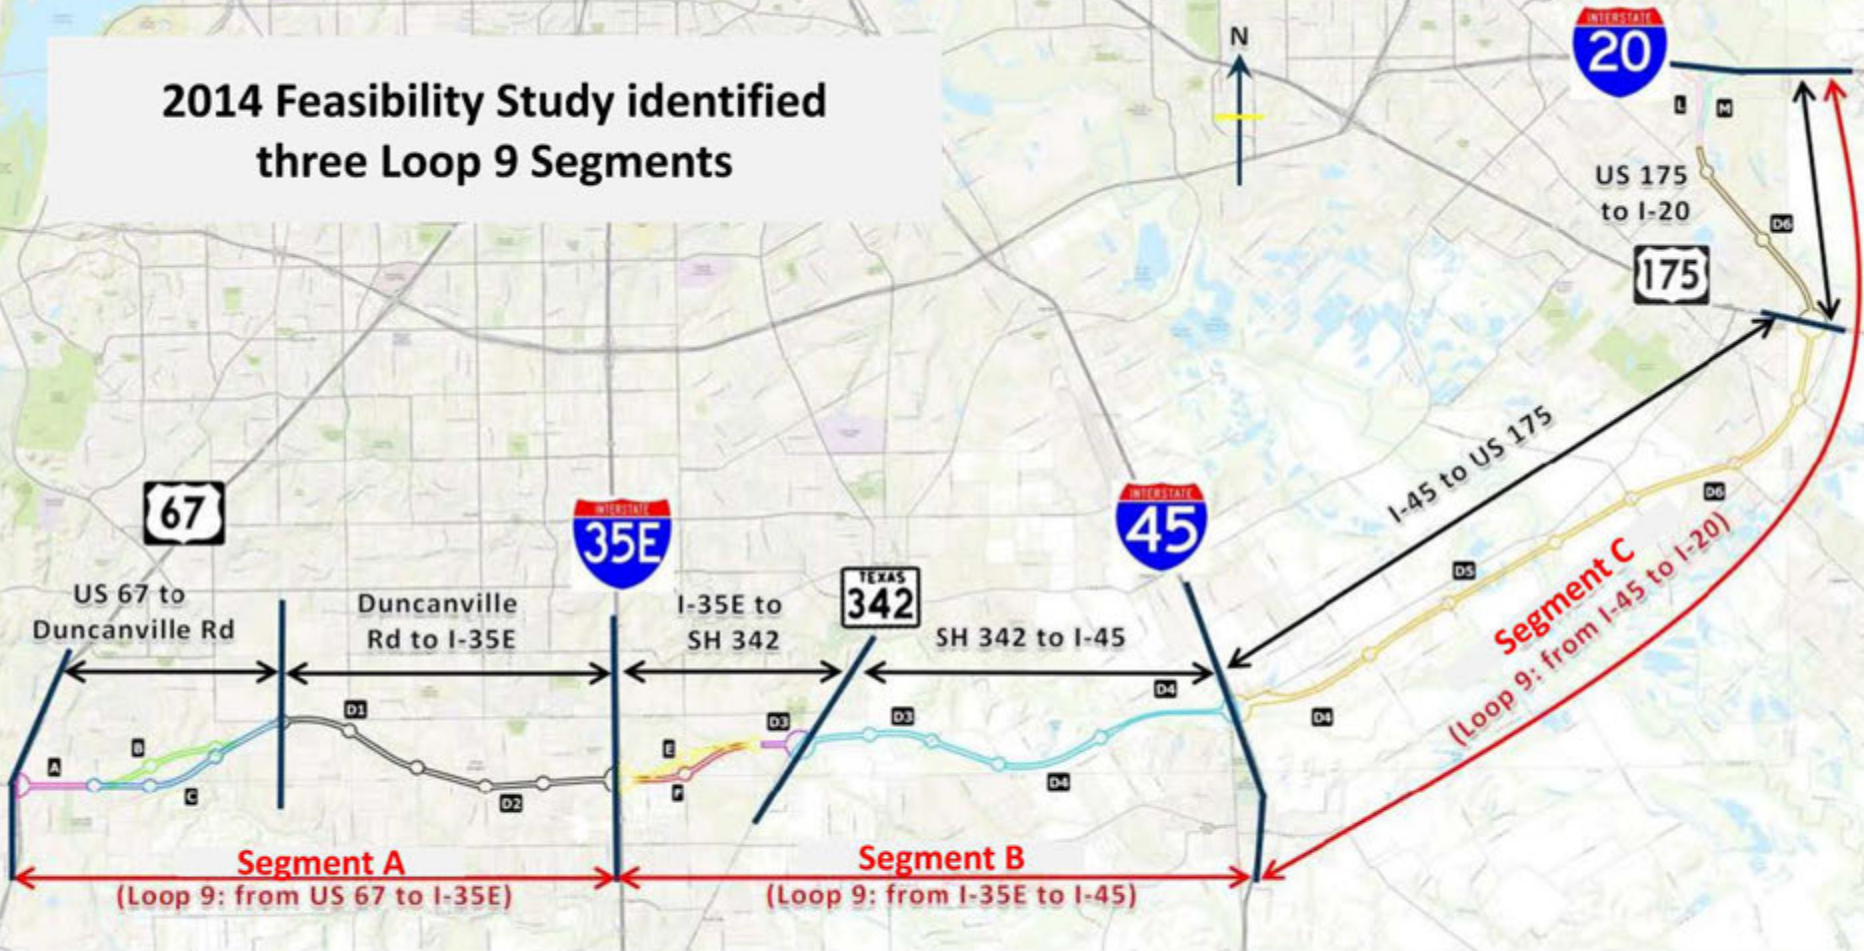 2014 Feasibility Study identified
three Loop 9 Segments
N
INTERSTATE
20
L
M
US 175
to I-20
D6
175
I-45 to US 175
67
INTERSTATE
35E
INTERSTATE
45
TEXAS
342
US 67 to
Duncanville Rd
Duncanville
Rd to I-35E
I-35E to
SH 342
SH 342 to I-45
D6
D5
Segment C
(Loop 9: from I-45 to I-20)
D4
D4
D1
B
A
C
D2
E
F
D3
D3
D4
Segment A
(Loop 9: from US 67 to I-35E)
Segment B
(Loop 9: from I-35E to I-45)